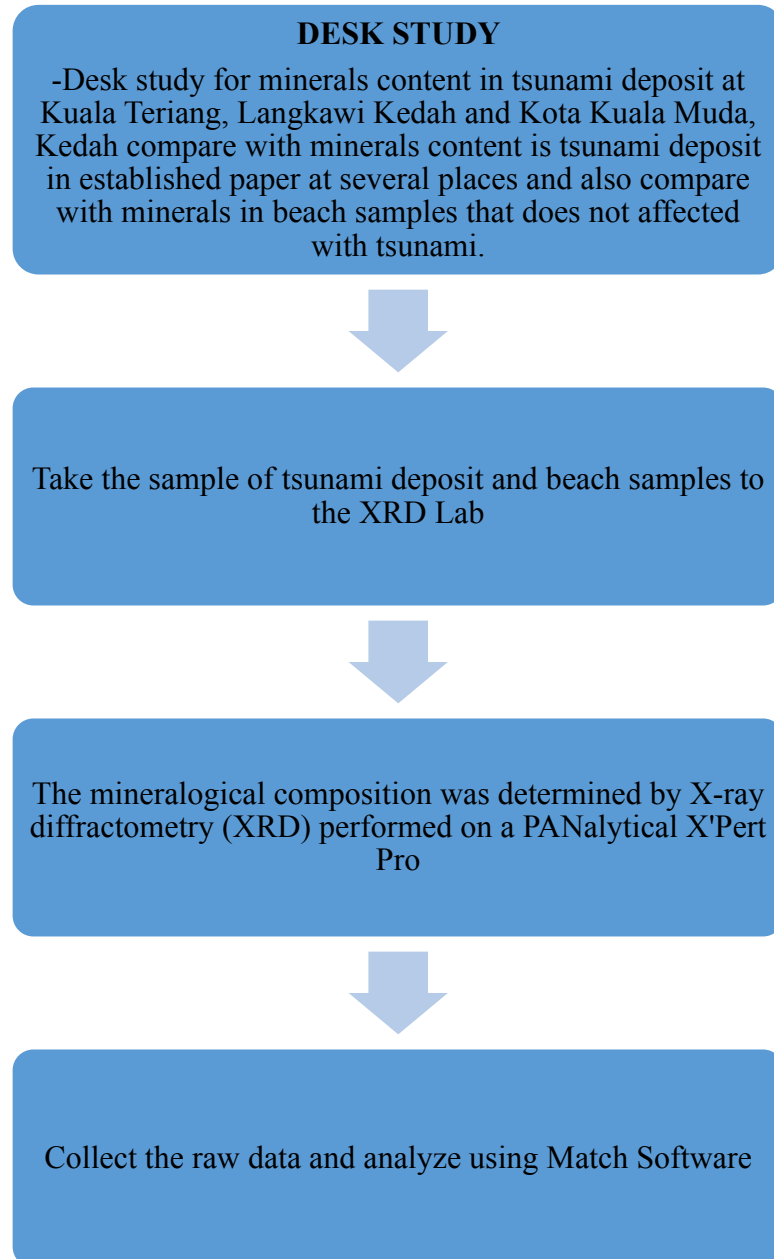 DESK STUDY
-Desk study for minerals content in tsunami deposit at
Kuala Teriang, Langkawi Kedah and Kota Kuala Muda,
Kedah compare with minerals content is tsunami deposit
in established paper at several places and also compare
with minerals in beach samples that does not affected
with tsunami.
Take the sample of tsunami deposit and beach samples to
the XRD Lab
The mineralogical composition was determined by X-ray
diffractometry (XRD) performed on a PANalytical X'Pert
Pro
Collect the raw data and analyze using Match Software